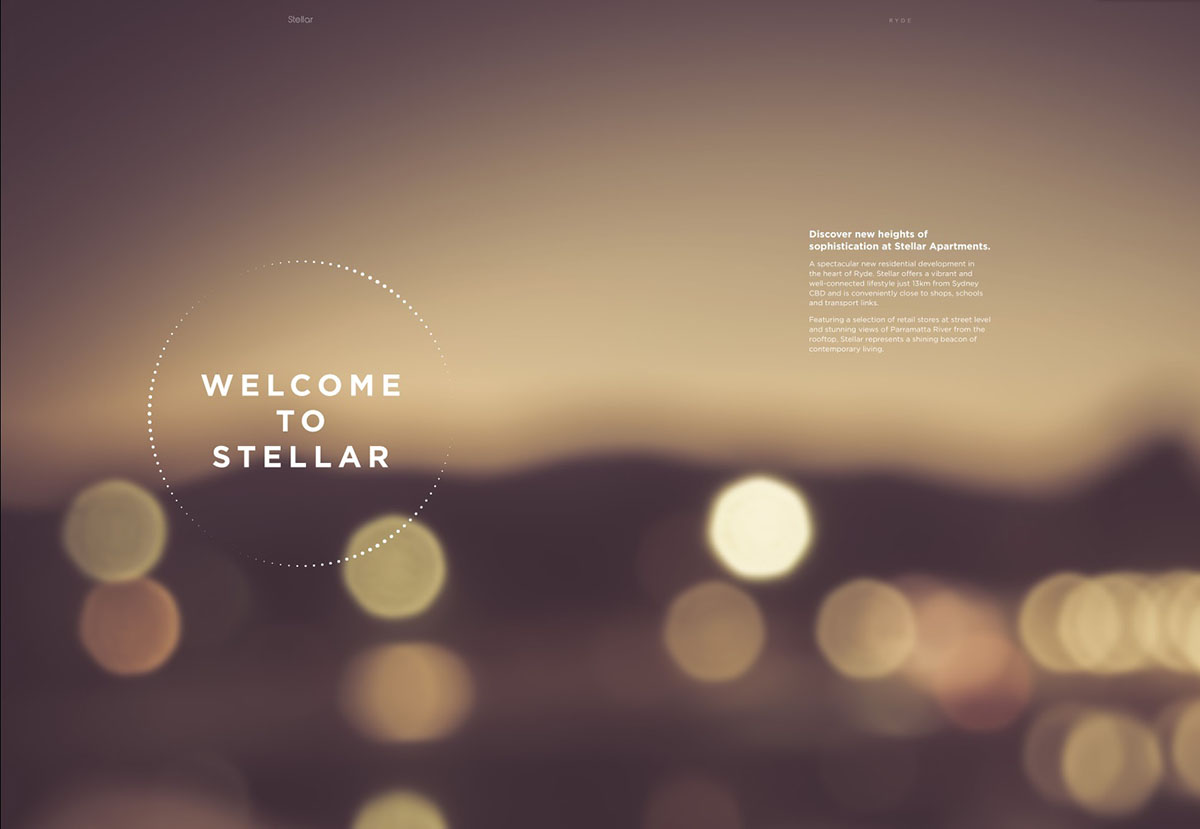 Stellar
RYDE
WELCOME
TO
STELLAR
Discover new heights of
sophistication at Stellar Apartments.
A spectacular new residential development in
the heart of Ryde. Stellar offers a vibrant and
well-connected lifestyle just 13km from Sydney
CBD and is conveniently close to shops, schools
and transport links.
Featuring a selection of retail stores at street level
and stunning views of Parramatta River from the
rooftop, Stellar represents a shining beacon of
contemporary living.